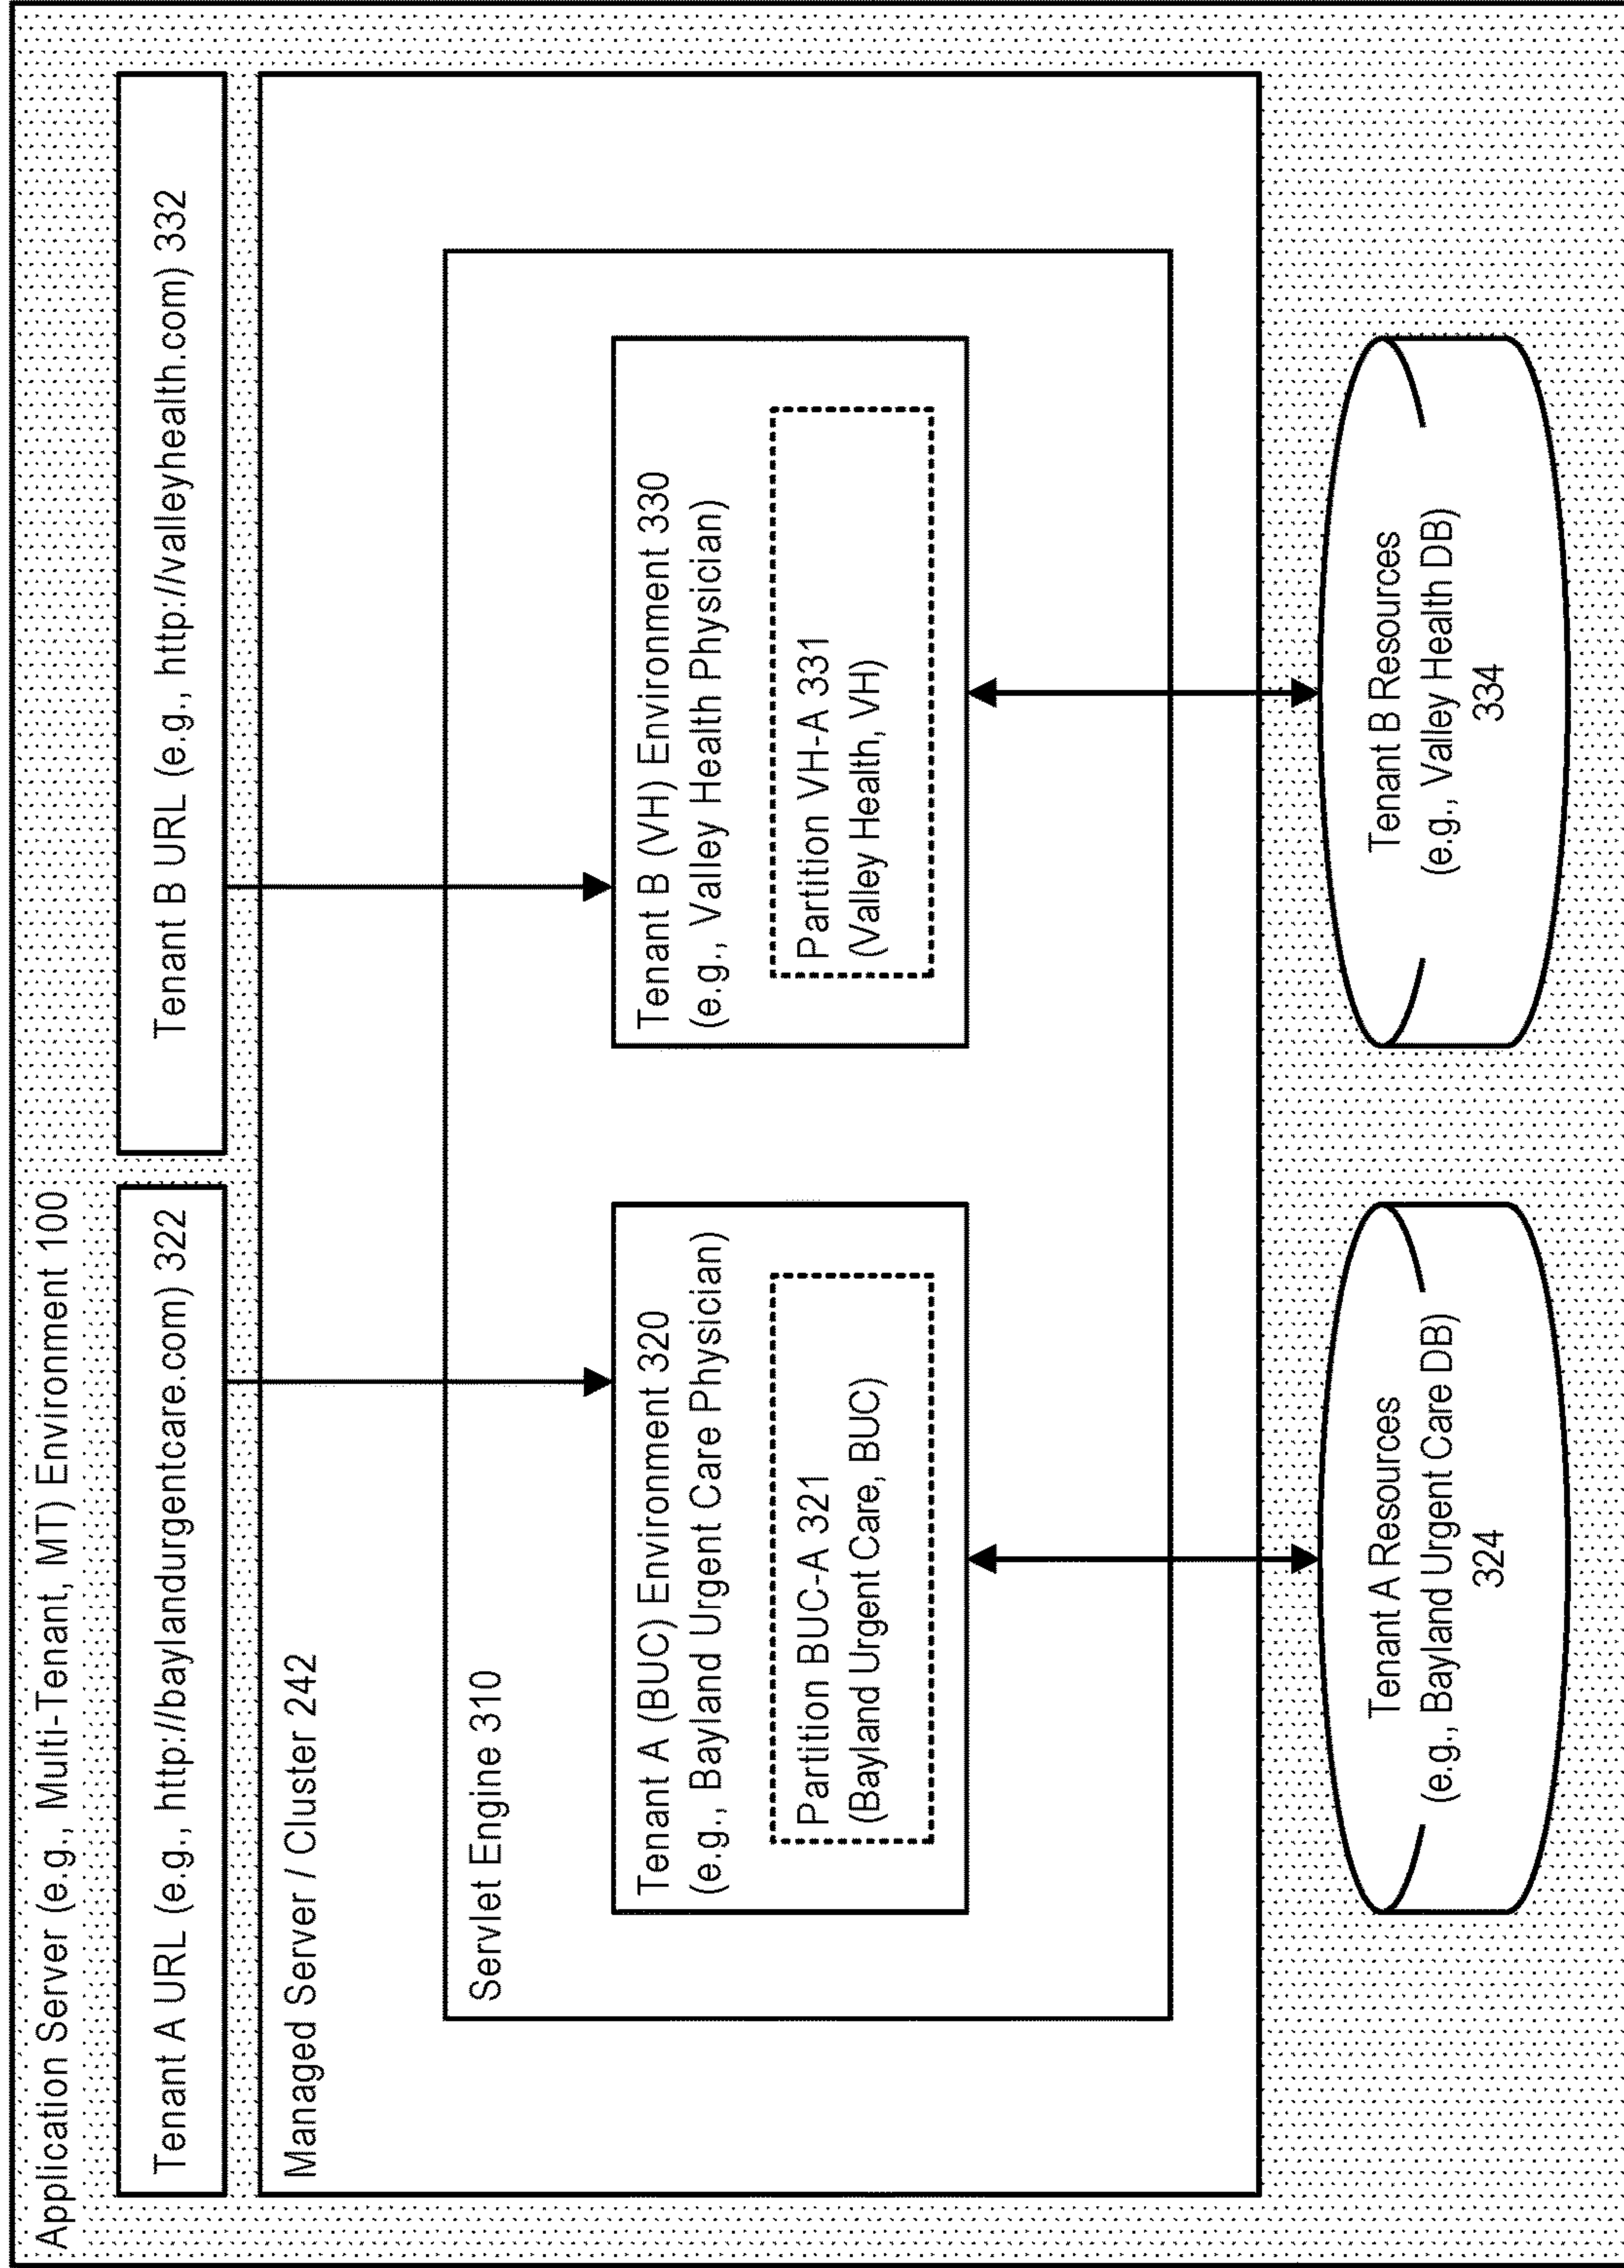 Application Server (e.g., Multi-Tenant, MT) Environment 100
Tenant A URL (e.g., http://baylandurgentcare.com) 322
Tenant B URL (e.g., http://valleyhealth.com) 332
Managed Server / Cluster 242
Servlet Engine 310
Tenant A (BUC) Environment 320
(e.g., Bayland Urgent Care Physician)
Partition BUC-A 321
(Bayland Urgent Care, BUC)
Tenant B (VH) Environment 330
(e.g., Valley Health Physician)
Partition VH-A 331
(Valley Health, VH)
Tenant A Resources
(e.g., Bayland Urgent Care DB)
324
Tenant B Resources
(e.g., Valley Health DB)
334